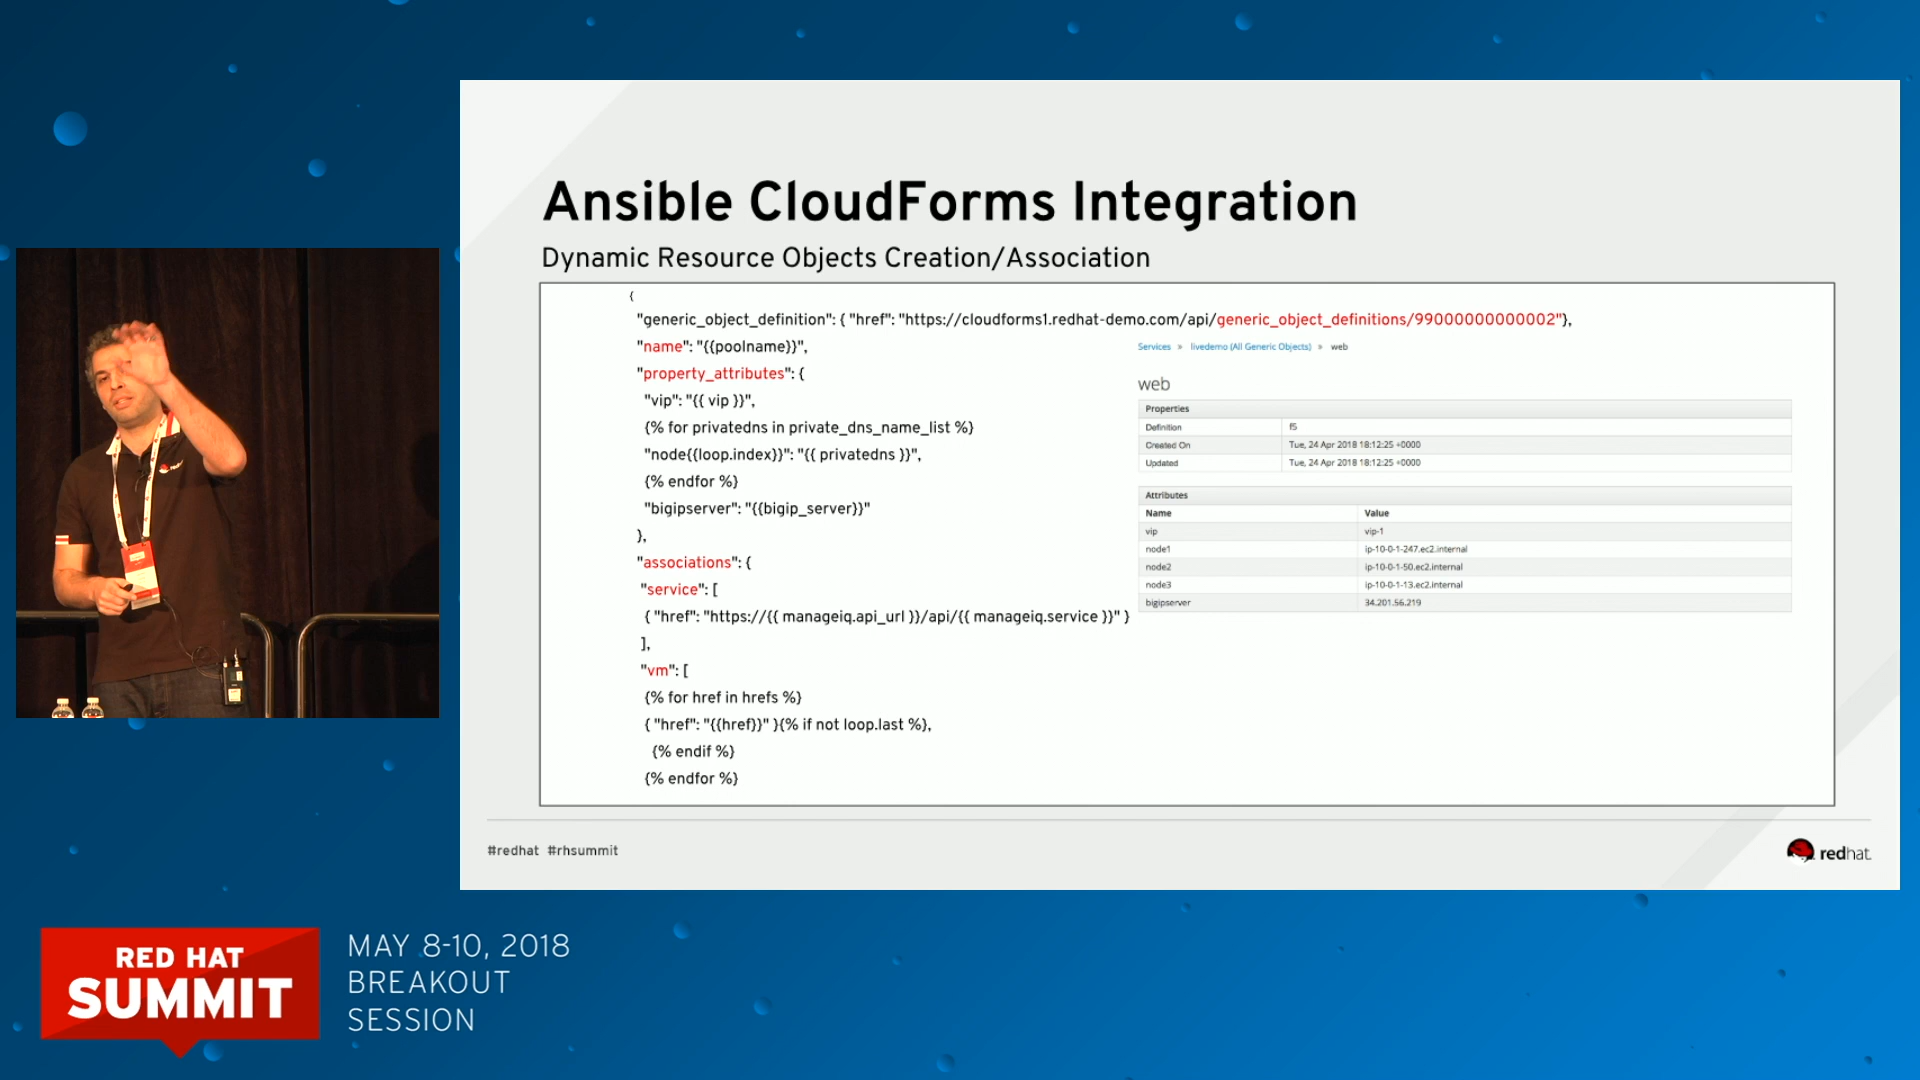 Ansible CloudForms Integration
Dynamic Resource Objects Creation/Association
{
"generic_object_definition": { "href": "https://cloudforms1.redhat-demo.com/api/generic_object_definitions/99000000000002"},
"name": "{{poolname}}",
"property_attributes": {
"vip": "{{ vip }}",
{% for privatedns in private_dns_name_list %}
"node{{loop.index}}": "{{ privatedns }}",
{% endfor %}
"bigipserver": "{{bigip_server}}"
},
"associations": {
"service": [
{ "href": "https://{{ manageiq.api_url }}/api/{{ manageiq.service }}" }
],
"vm": [
{% for href in hrefs %}
{ "href": "{{href}}" }{% if not loop.last %},
{% endif %}
{% endfor %}
Services » livedemo (All Generic Objects) » web
web
Properties
Definition f5
Created On Tue, 24 Apr 2018 18:12:25 +0000
Updated Tue, 24 Apr 2018 18:12:25 +0000
Attributes
Name Value
vip vip-1
node1 ip-10-0-1-247.ec2.internal
node2 ip-10-0-1-50.ec2.internal
node3 ip-10-0-1-13.ec2.internal
bigipserver 34.201.56.219
#redhat #rhsummit
redhat.
RED HAT
SUMMIT
MAY 8-10, 2018
BREAKOUT
SESSION